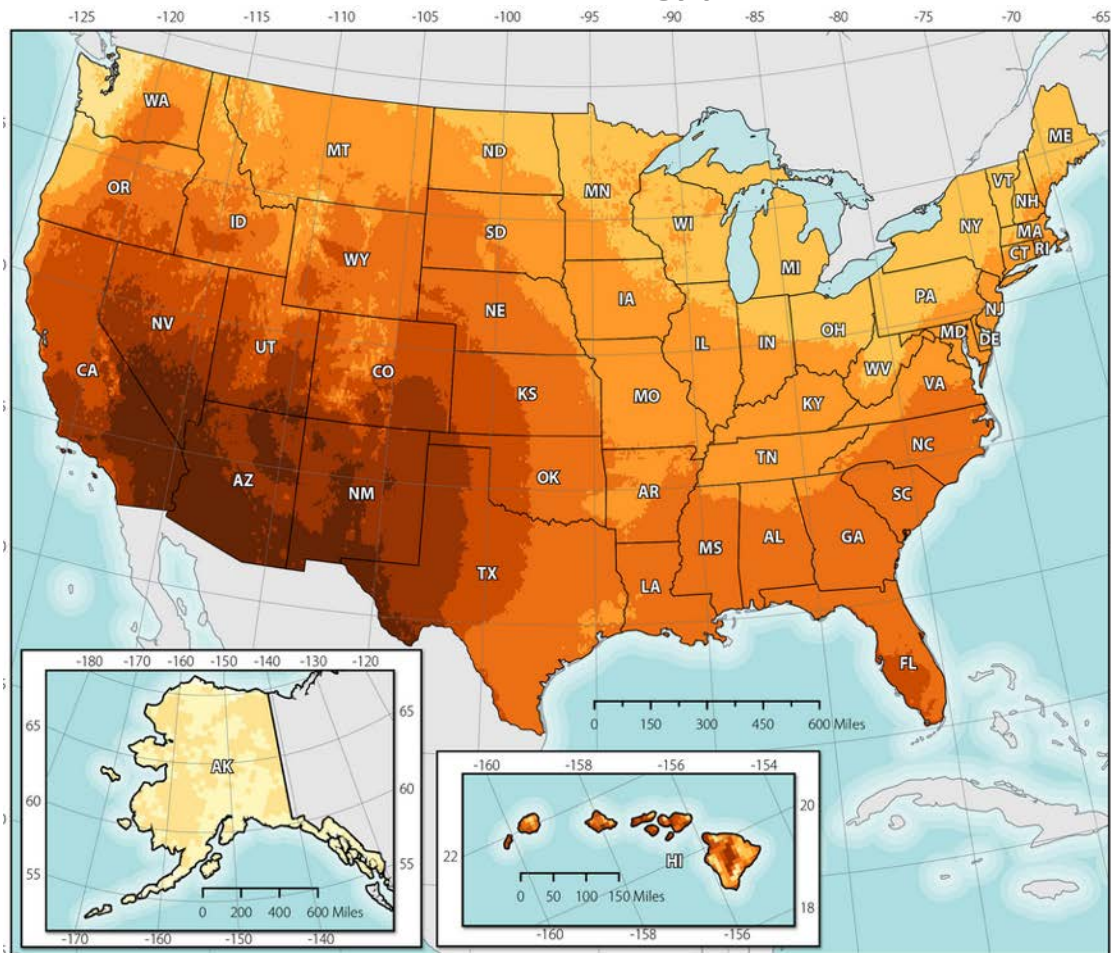 -125 -120 -115 -110 -105 -100 -95 -90 -85 -80 -75 -70 -65
WA
MT
ND
MN
ME
VT
NH
OR
ID
SD
WI
NY
MA
CT
RI
WY
MI
IA
NE
PA
NJ
NV
UT
CO
IL
IN
OH
MD
DE
CA
KS
MO
WV
VA
KY
NC
TN
AZ
NM
OK
AR
SC
MS
AL
GA
TX
LA
FL
0 150 300 450 600 Miles
-180 -170 -160 -150 -140 -130 -120
65
65
AK
60
60
55
55
0 200 400 600 Miles
-170 -160 -150 -140
-160 -158 -156 -154
20
22
HI
0 50 100 150 Miles
18
-160 -158 -156